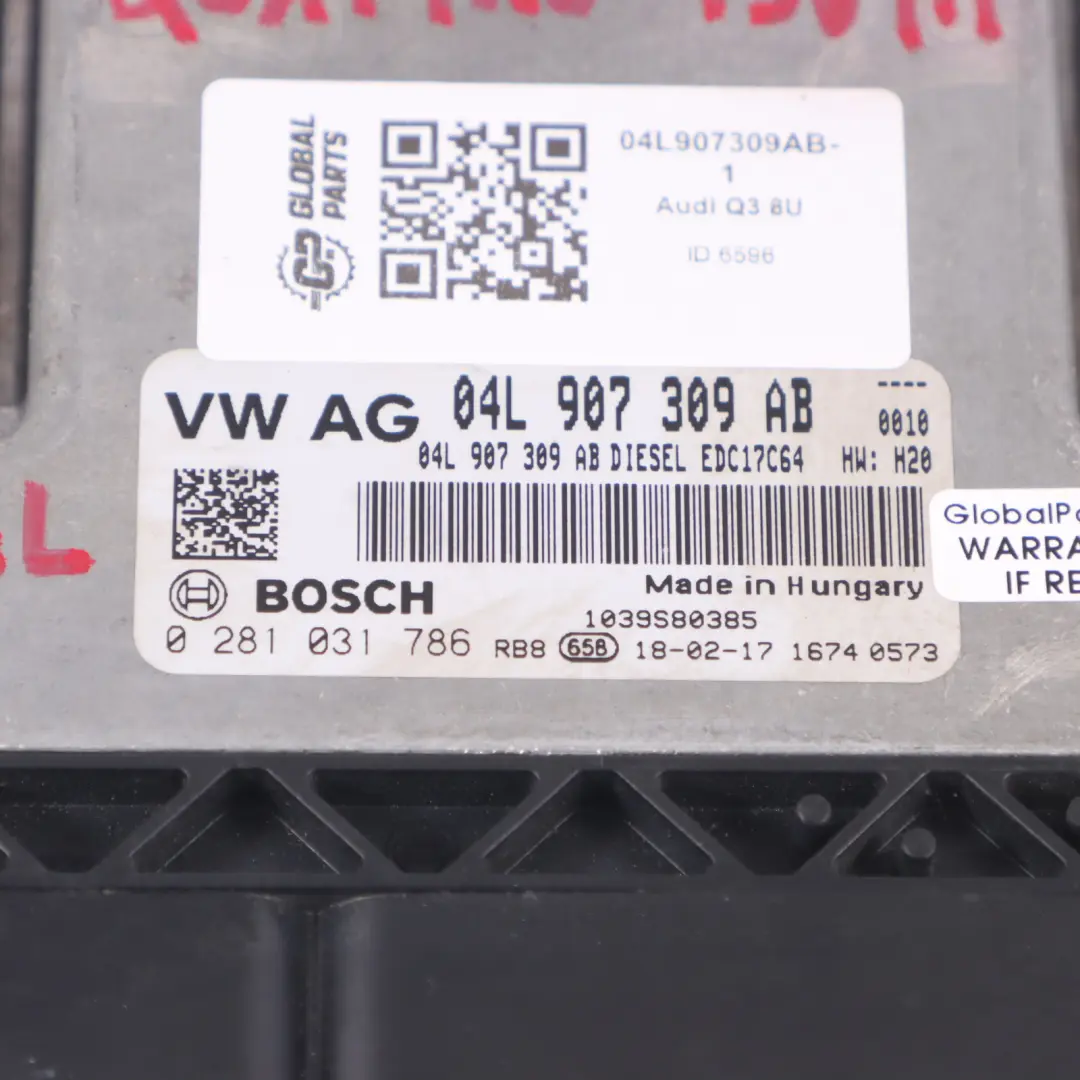 GLOBAL
PARTS
04L907309AB-
1
Audi Q3 8U
ID 6596
VW AG 04L 907 309 AB ----
0010
04L 907 309 AB DIESEL EDC17C64 HW: H20
BOSCH
Made in Hungary
1039S80385
0 281 031 786 RB8 658 18-02-17 1674 0573
GlobalPa
WARRA
IF RE
L